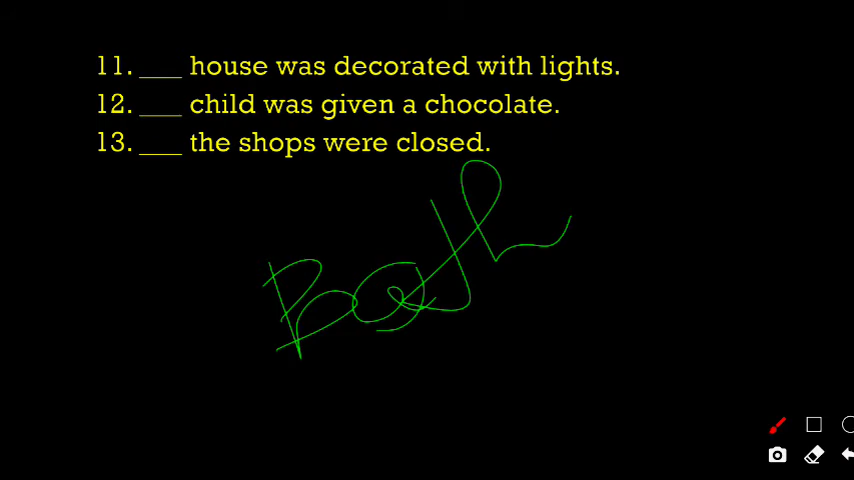 11. ___ house was decorated with lights.
12. ___ child was given a chocolate.
13. ___ the shops were closed.
Both